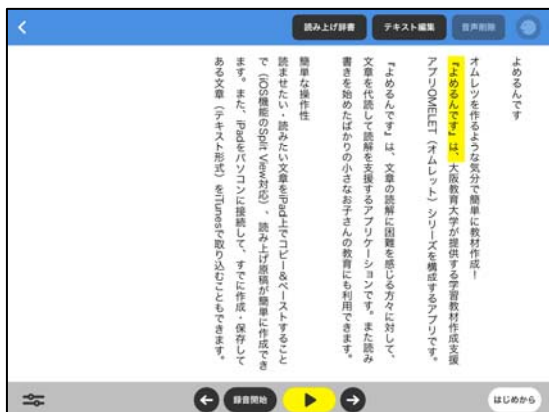 読み上げ辞書
テキスト編集
音声削除
よめるんです
オムレツを作るような気分で簡単に教材作成！
『よめるんです』は、大阪教育大学が提供する学習教材作成支援
アプリOMELET（オムレット）シリーズを構成するアプリです。
『よめるんです』は、文章の読解に困難を感じる方々に対して、
文章を代読して読解を支援するアプリケーションです。また読み
書きを始めたばかりの小さなお子さんの教育にも利用できます。
簡単な操作性
読ませたい・読みたい文章をiPad上でコピー&ペーストすること
で（iOS機能のSplit View対応）、読み上げ原稿が簡単に作成でき
ます。また、iPadをパソコンに接続して、すでに作成・保存して
ある文章（テキスト形式）をiTunesで取り込むこともできます。
録音開始
はじめから